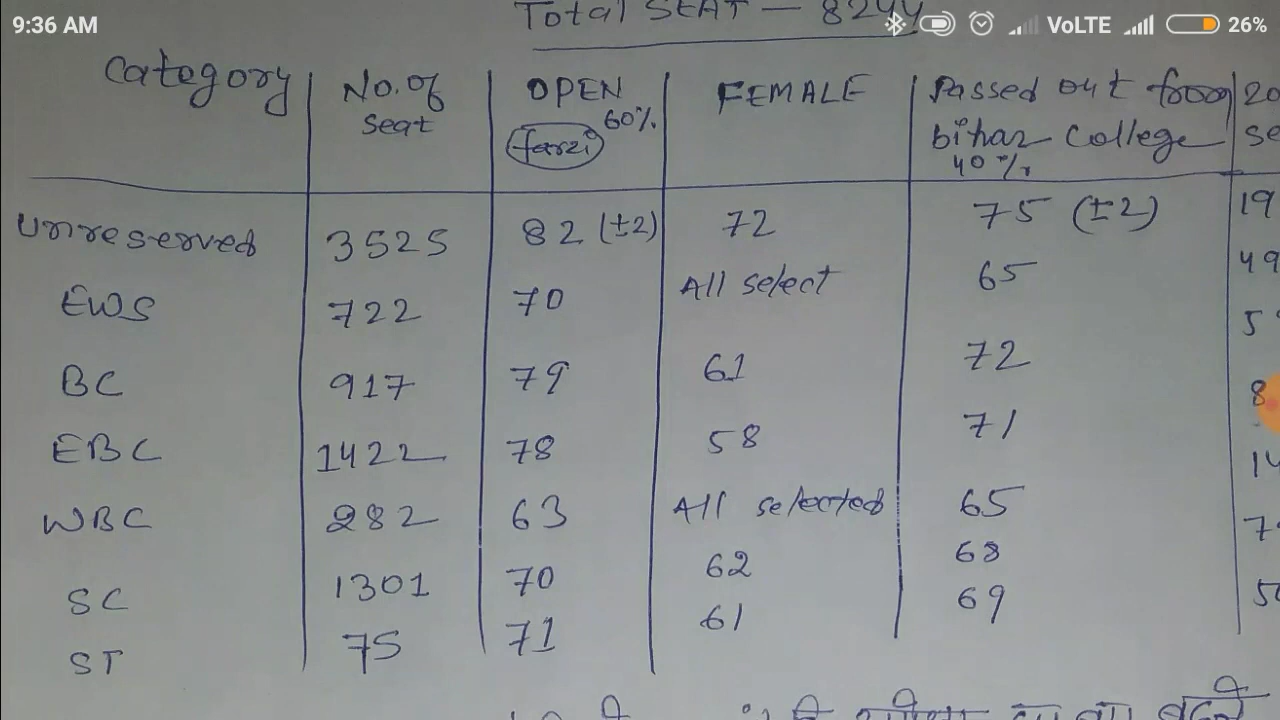 9:36 AM VoLTE 26%
Total SEAT — 8244
Category No. of Seat OPEN 60% (farzi) FEMALE Passed out from bihar College 40%
Unreserved 3525 82 (±2) 72 75 (±2) 19
EWS 722 70 All select 65 49
BC 917 79 61 72
EBC 1422 78 58 71
WBC 282 63 All selected 65
SC 1301 70 62 68
ST 75 71 61 69